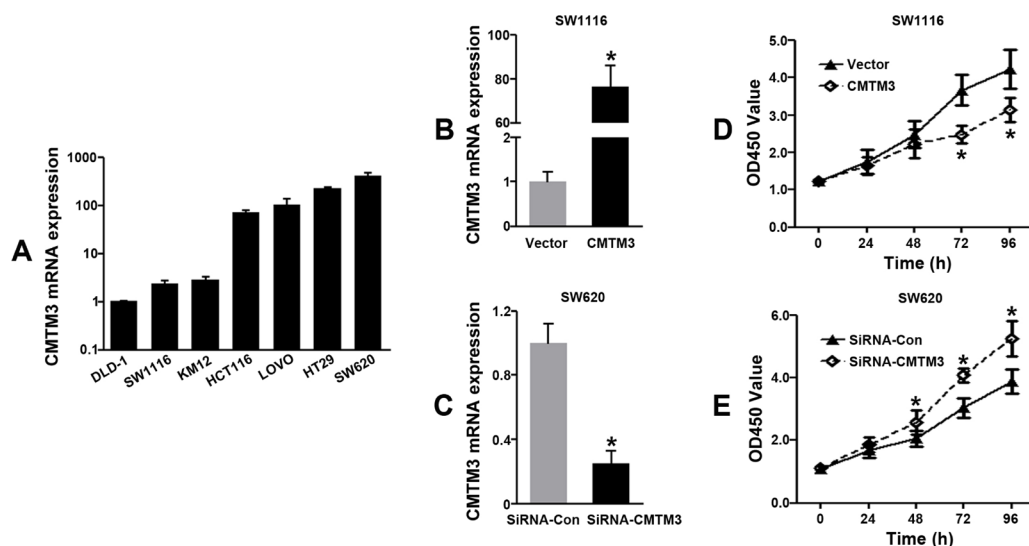 A
CMTM3 mRNA expression
1000
100
10
1
0.1
DLD-1
SW1116
KM12
HCT116
LOVO
HT29
SW620
B
SW1116
CMTM3 mRNA expression
100
80
60
2
1
0
*
Vector
CMTM3
C
SW620
CMTM3 mRNA expression
1.2
0.8
0.4
0
*
SiRNA-Con
SiRNA-CMTM3
D
SW1116
OD450 Value
5.0
4.0
3.0
2.0
1.0
0.0
Vector
CMTM3
*
*
0 24 48 72 96
Time (h)
E
SW620
OD450 Value
6.0
4.0
2.0
0.0
SiRNA-Con
SiRNA-CMTM3
*
*
*
0 24 48 72 96
Time (h)